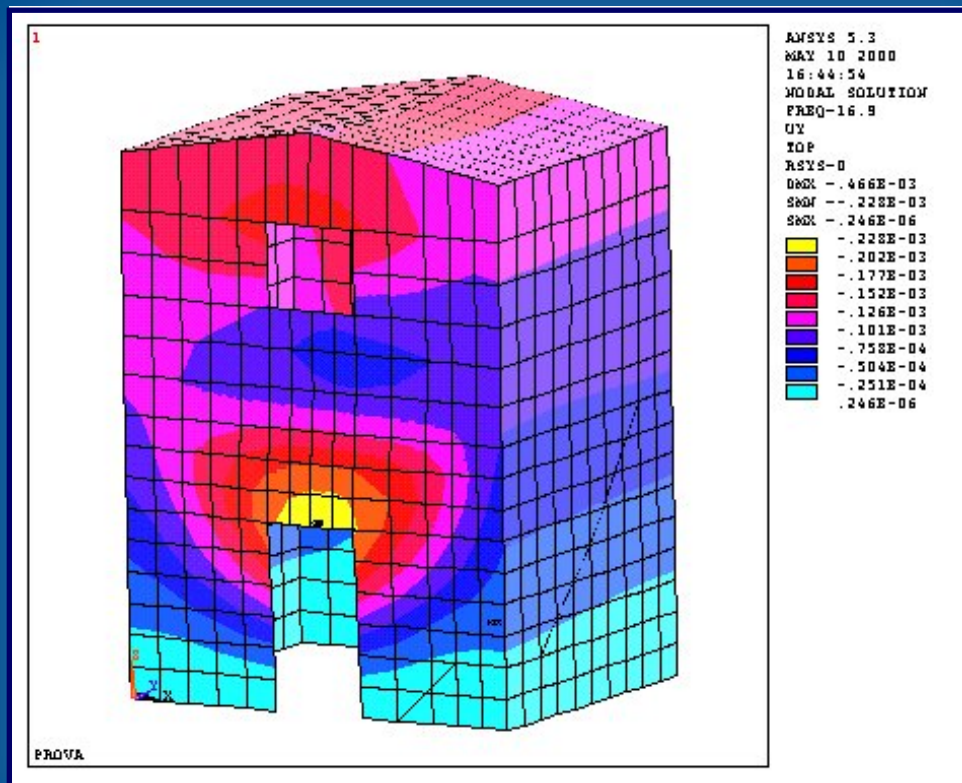 1
ANSYS 5.3
MAY 10 2000
16:44:54
NODAL SOLUTION
FREQ=16.9
UY
TOP
RSYS=0
DMX =.466E-03
SMN =-.228E-03
SMX =.246E-06
-.228E-03
-.202E-03
-.177E-03
-.152E-03
-.126E-03
-.101E-03
-.758E-04
-.504E-04
-.251E-04
.246E-06
Z
Y
X
PROVA